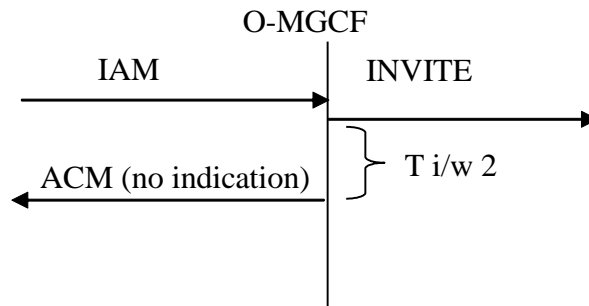 O-MGCF
IAM
INVITE
T i/w 2
ACM (no indication)